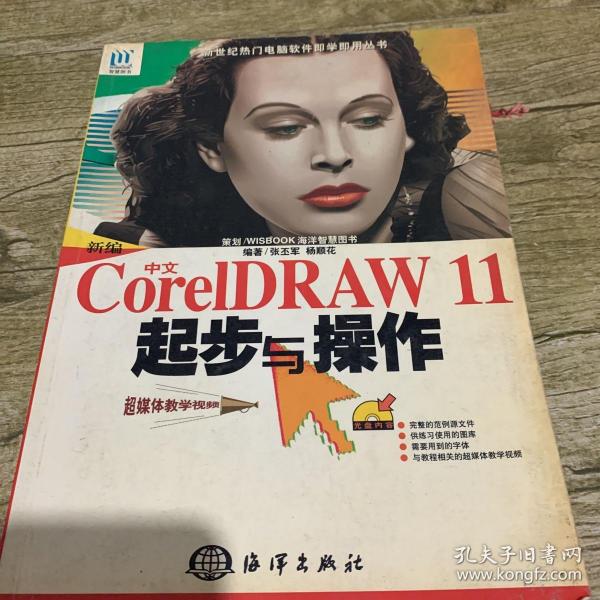 新世纪热门电脑软件即学即用丛书
智慧图书
策划/WISBOOK 海洋智慧图书
编著/张丕军 杨顺花
新编
中文
CorelDRAW 11
起步与操作
超媒体教学视频
光盘内容
完整的范例源文件
供练习使用的图库
需要用到的字体
与教程相关的超媒体教学视频
海洋出版社
孔夫子旧书网
www.kongfz.com